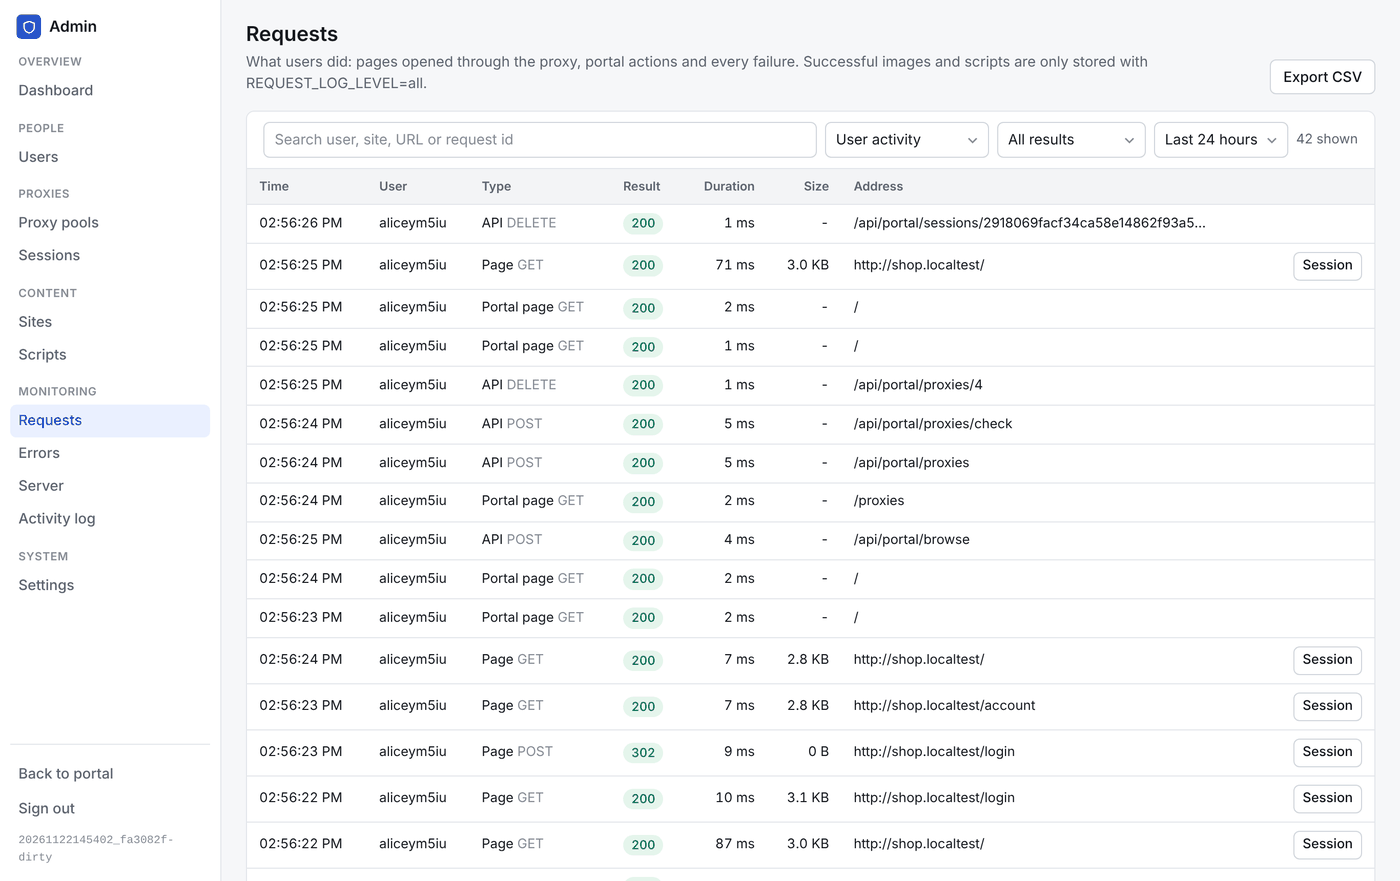 Admin
OVERVIEW
Dashboard
PEOPLE
Users
PROXIES
Proxy pools
Sessions
CONTENT
Sites
Scripts
MONITORING
Requests
Errors
Server
Activity log
SYSTEM
Settings
Back to portal
Sign out
20261122145402_fa3082f-
dirty
Requests
What users did: pages opened through the proxy, portal actions and every failure. Successful images and scripts are only stored with
REQUEST_LOG_LEVEL=all.
Export CSV
Search user, site, URL or request id User activity All results Last 24 hours 42 shown
Time User Type Result Duration Size Address
02:56:26 PM aliceym5iu API DELETE 200 1 ms - /api/portal/sessions/2918069facf34ca58e14862f93a5...
02:56:25 PM aliceym5iu Page GET 200 71 ms 3.0 KB http://shop.localtest/ Session
02:56:25 PM aliceym5iu Portal page GET 200 2 ms - /
02:56:25 PM aliceym5iu Portal page GET 200 1 ms - /
02:56:25 PM aliceym5iu API DELETE 200 1 ms - /api/portal/proxies/4
02:56:24 PM aliceym5iu API POST 200 5 ms - /api/portal/proxies/check
02:56:24 PM aliceym5iu API POST 200 5 ms - /api/portal/proxies
02:56:24 PM aliceym5iu Portal page GET 200 2 ms - /proxies
02:56:25 PM aliceym5iu API POST 200 4 ms - /api/portal/browse
02:56:24 PM aliceym5iu Portal page GET 200 2 ms - /
02:56:23 PM aliceym5iu Portal page GET 200 2 ms - /
02:56:24 PM aliceym5iu Page GET 200 7 ms 2.8 KB http://shop.localtest/ Session
02:56:23 PM aliceym5iu Page GET 200 7 ms 2.8 KB http://shop.localtest/account Session
02:56:23 PM aliceym5iu Page POST 302 9 ms 0 B http://shop.localtest/login Session
02:56:22 PM aliceym5iu Page GET 200 10 ms 3.1 KB http://shop.localtest/login Session
02:56:22 PM aliceym5iu Page GET 200 87 ms 3.0 KB http://shop.localtest/ Session